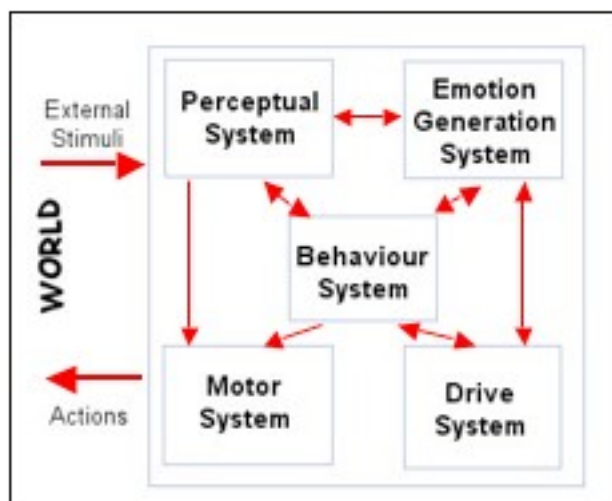 External
Stimuli
WORLD
Actions
Perceptual
System
Emotion
Generation
System
Behaviour
System
Motor
System
Drive
System